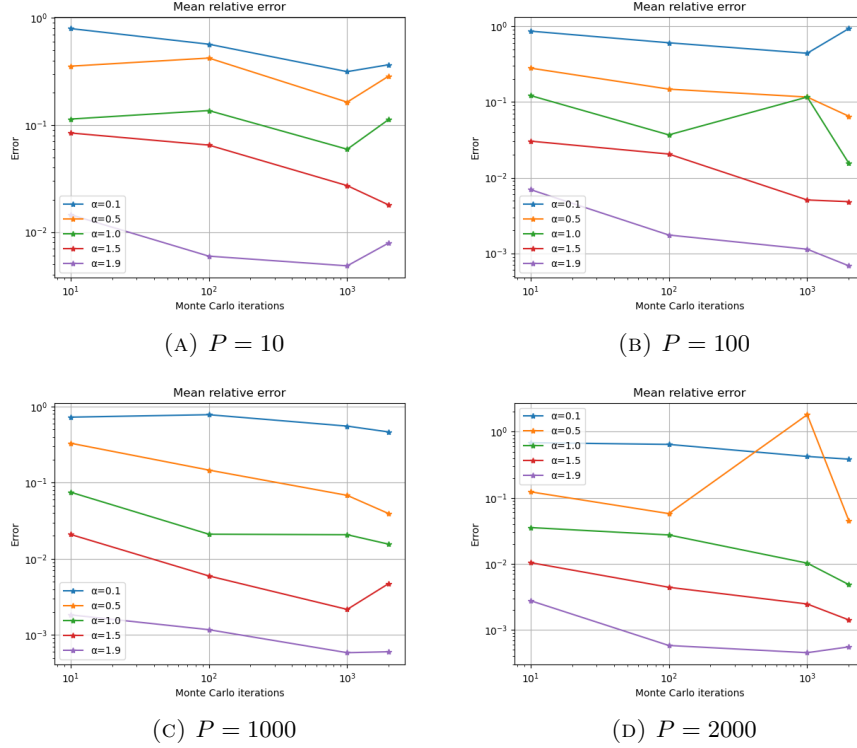 Mean relative error
10⁰
10⁻¹
10⁻²
Error
α=0.1
α=0.5
α=1.0
α=1.5
α=1.9
10¹
10²
10³
Monte Carlo iterations
(A) P = 10
Mean relative error
10⁰
10⁻¹
10⁻²
10⁻³
Error
α=0.1
α=0.5
α=1.0
α=1.5
α=1.9
10¹
10²
10³
Monte Carlo iterations
(B) P = 100
Mean relative error
10⁰
10⁻¹
10⁻²
10⁻³
Error
α=0.1
α=0.5
α=1.0
α=1.5
α=1.9
10¹
10²
10³
Monte Carlo iterations
(C) P = 1000
Mean relative error
10⁰
10⁻¹
10⁻²
10⁻³
Error
α=0.1
α=0.5
α=1.0
α=1.5
α=1.9
10¹
10²
10³
Monte Carlo iterations
(D) P = 2000